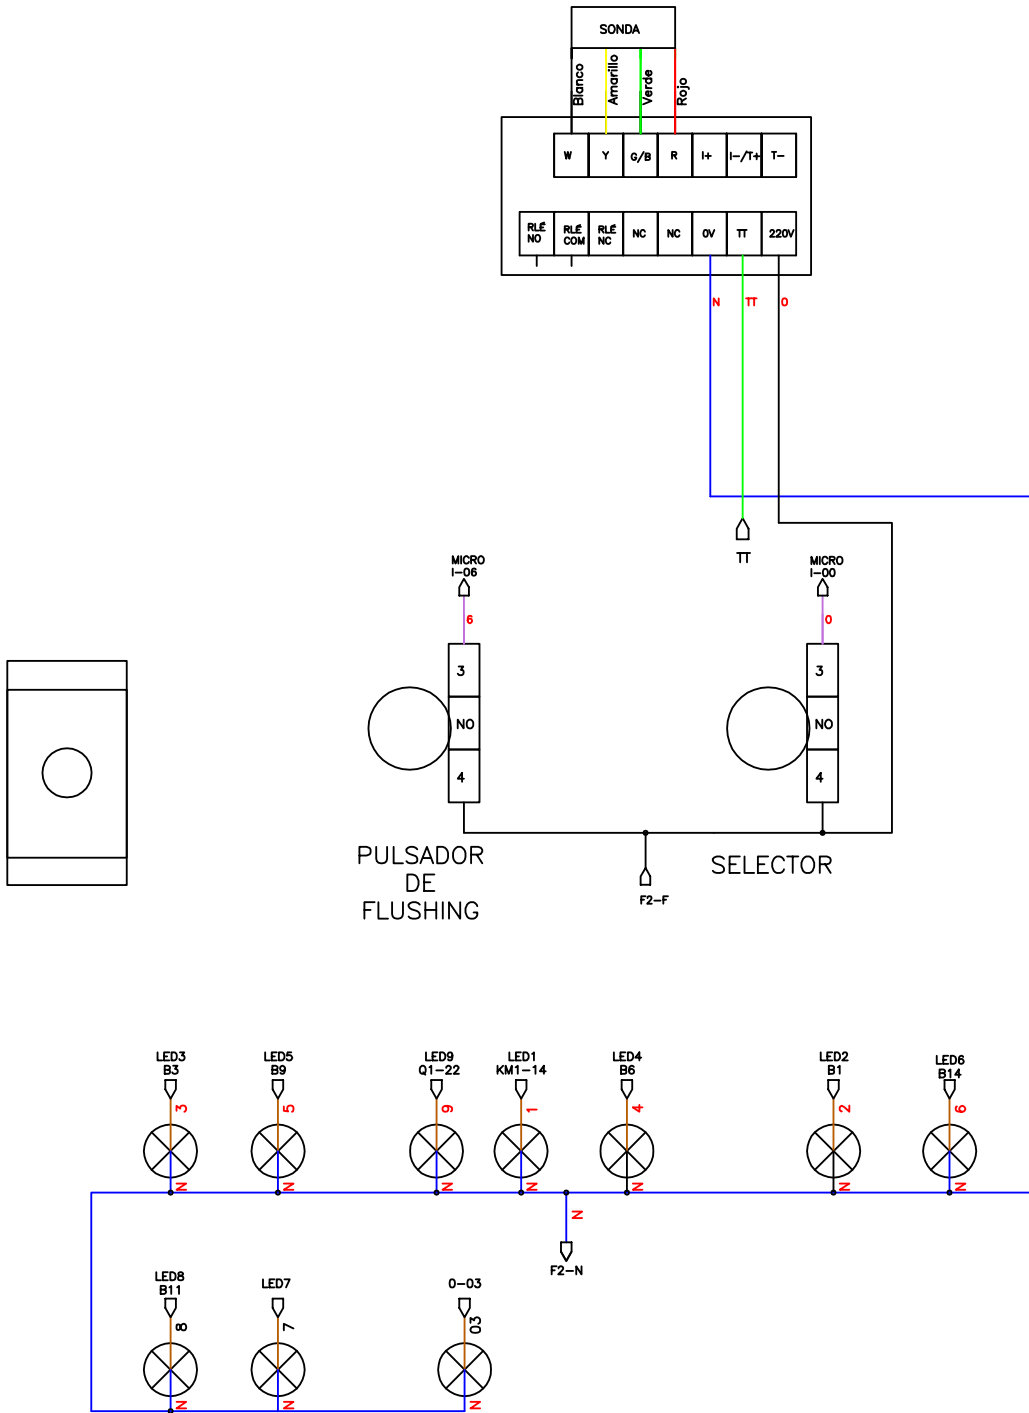 SONDA
Blanco
Amarillo
Verde
Rojo
W Y G/B R I+ I-/T+ T-
RLÉ NO
RLÉ COM
RLÉ NC
NC NC 0V TT 220V
N TT 0
TT
MICRO
I-06
6
3
NO
4
PULSADOR
DE
FLUSHING
MICRO
I-00
0
3
NO
4
SELECTOR
F2-F
LED3
B3
3
N
LED5
B9
5
N
LED9
Q1-22
9
N
LED1
KM1-14
1
N
LED4
B6
4
N
LED2
B1
2
N
LED6
B14
6
N
N
F2-N
LED8
B11
8
N
LED7
7
N
0-03
03
N